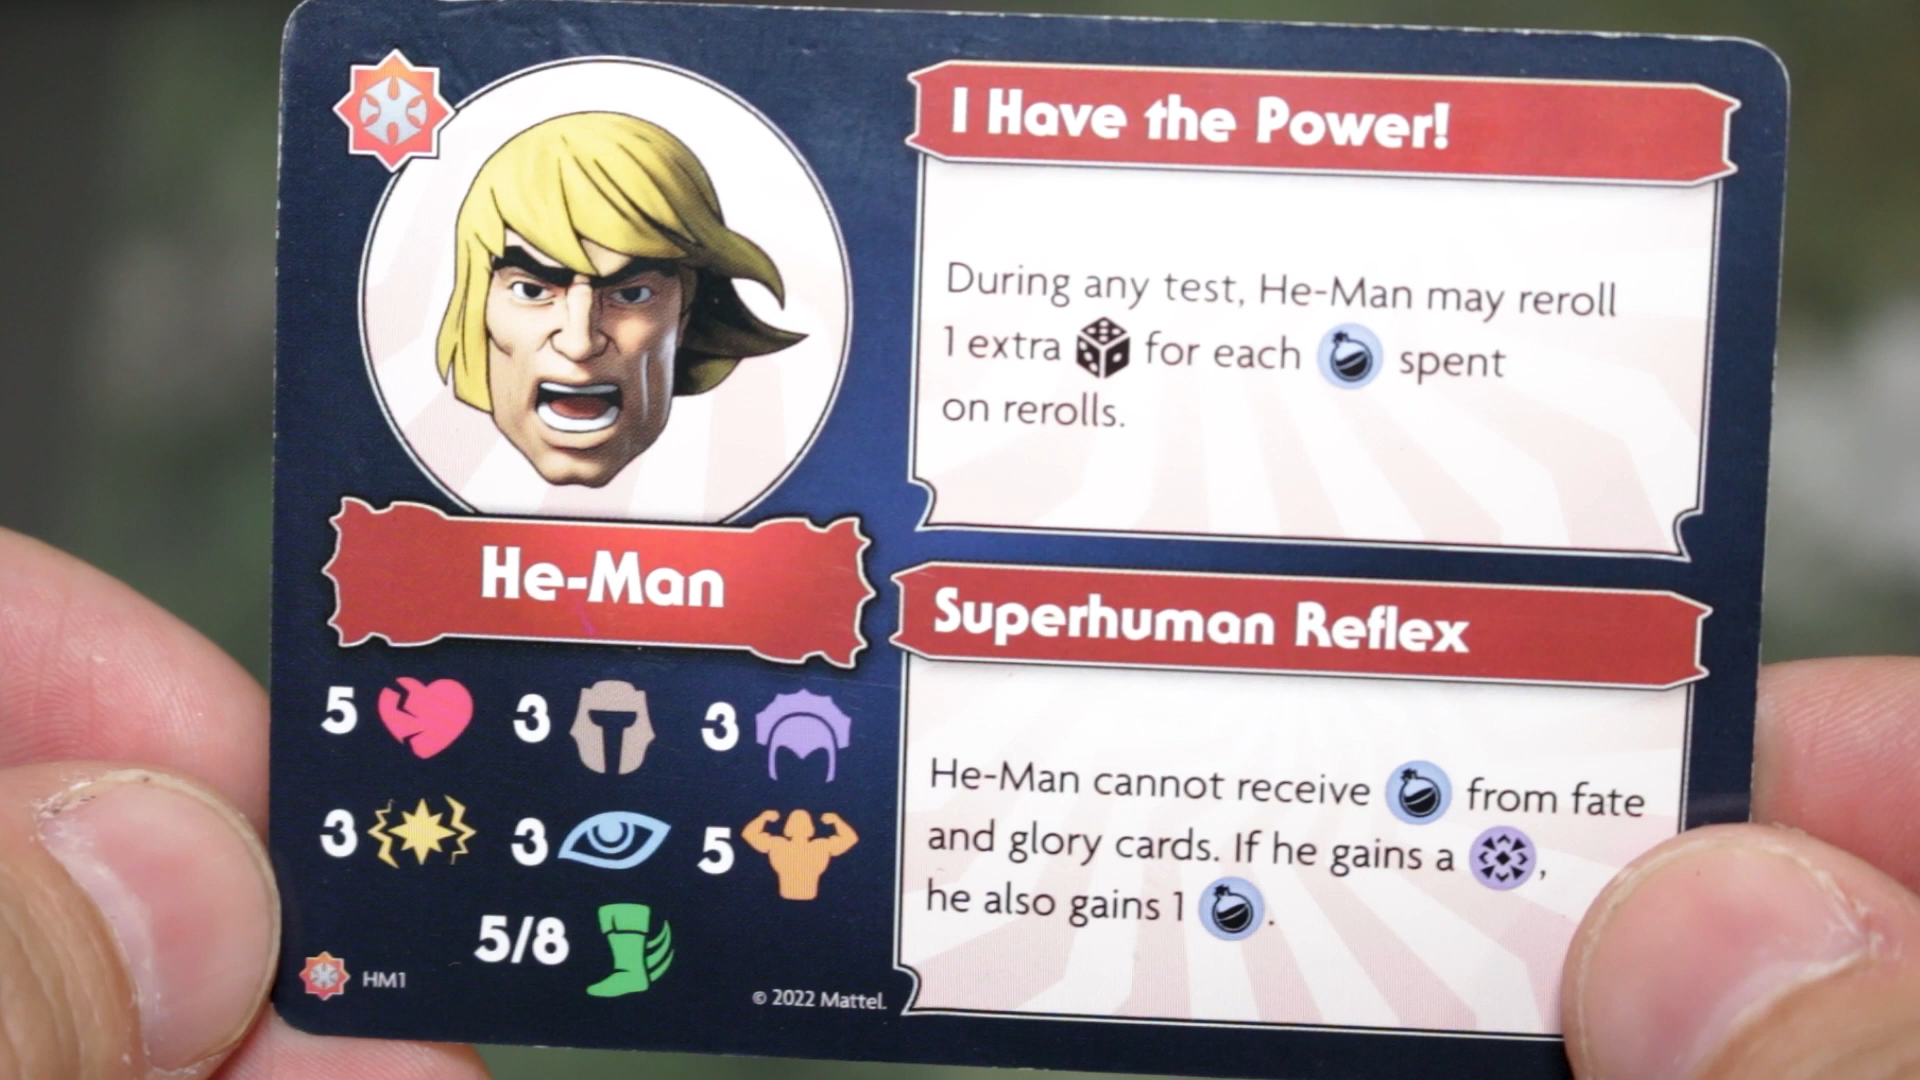 I Have the Power!
During any test, He-Man may reroll
1 extra for each spent
on rerolls.
He-Man
5 3 3
3 3 5
5/8
HM1
© 2022 Mattel.
Superhuman Reflex
He-Man cannot receive from fate
and glory cards. If he gains a ,
he also gains 1 .